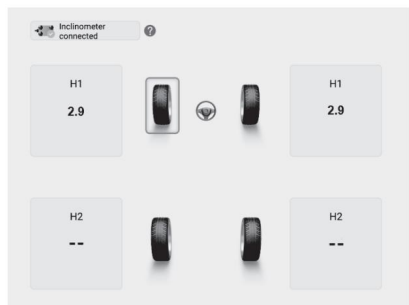 Inclinometer
connected
?
H1
2.9
H1
2.9
H2
--
H2
--